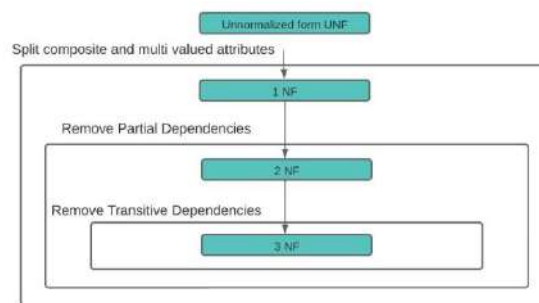 Unnormalized form UNF
Split composite and multi valued attributes
1 NF
Remove Partial Dependencies
2 NF
Remove Transitive Dependencies
3 NF